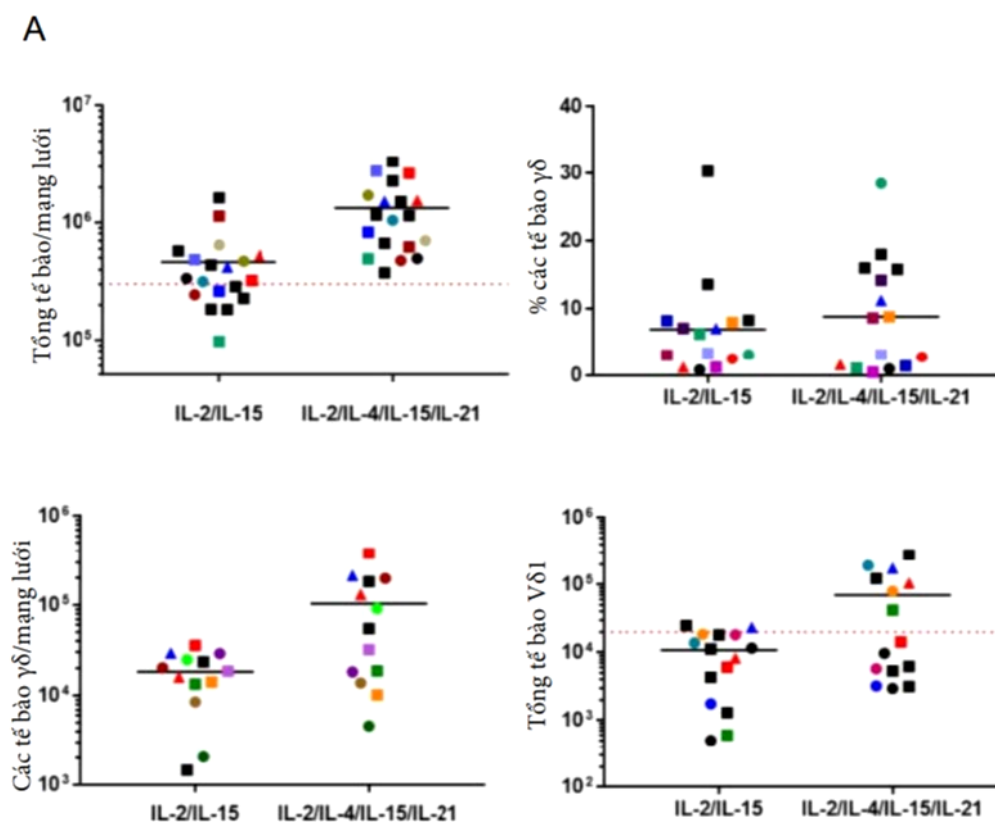 A
Tổng tế bào/mạng lưới
10⁷
10⁶
10⁵
IL-2/IL-15
IL-2/IL-4/IL-15/IL-21
% các tế bào γδ
40
30
20
10
0
IL-2/IL-15
IL-2/IL-4/IL-15/IL-21
Các tế bào γδ/mạng lưới
10⁶
10⁵
10⁴
10³
IL-2/IL-15
IL-2/IL-4/IL-15/IL-21
Tổng tế bào Vδ1
10⁶
10⁵
10⁴
10³
10²
IL-2/IL-15
IL-2/IL-4/IL-15/IL-21